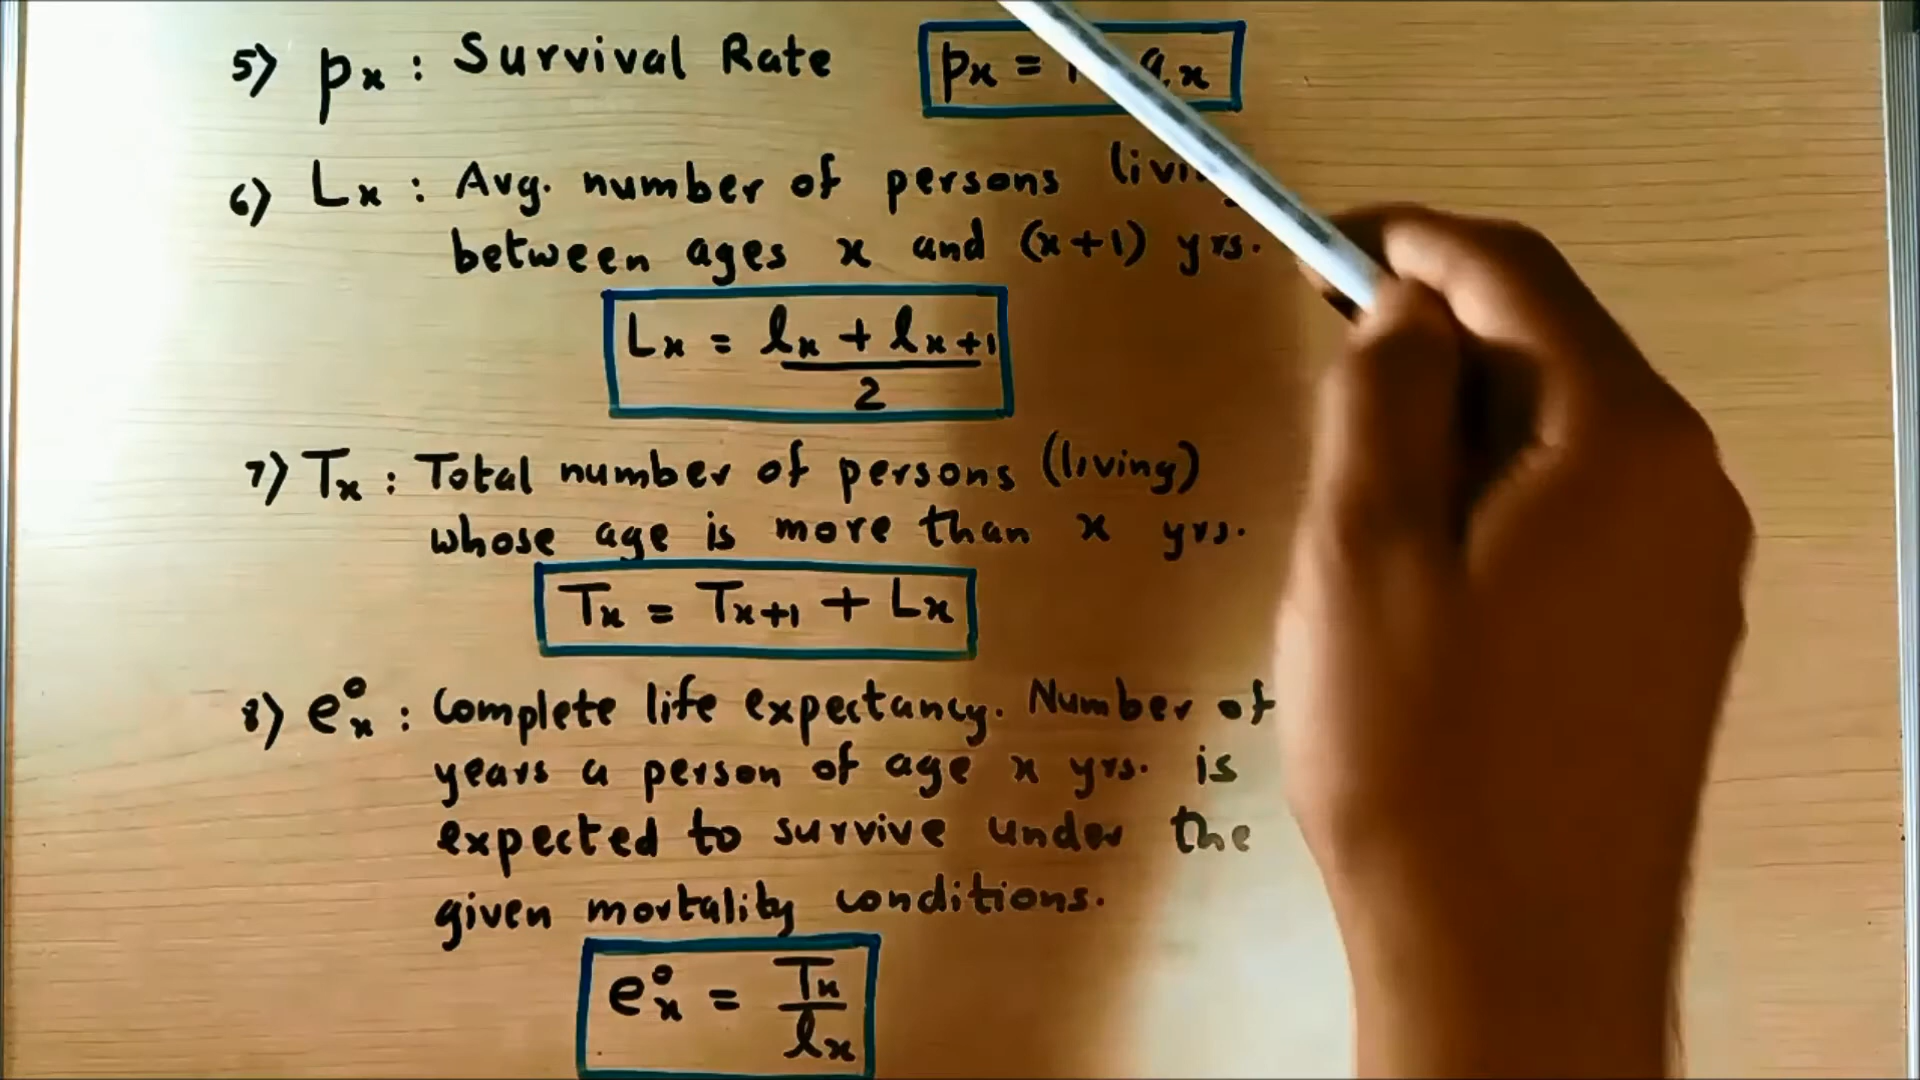 5) px : Survival Rate px = qx
6) Lx : Avg. number of persons
between ages x and (x+1) yrs.
Lx = lx + lx+1
2
7) Tx : Total number of persons (living)
whose age is more than x yrs.
Tx = Tx+1 + Lx
8) e°x : Complete life expectancy. Number of
years a person of age x yrs. is
expected to survive under the
given mortality conditions.
e°x = Tx
lx